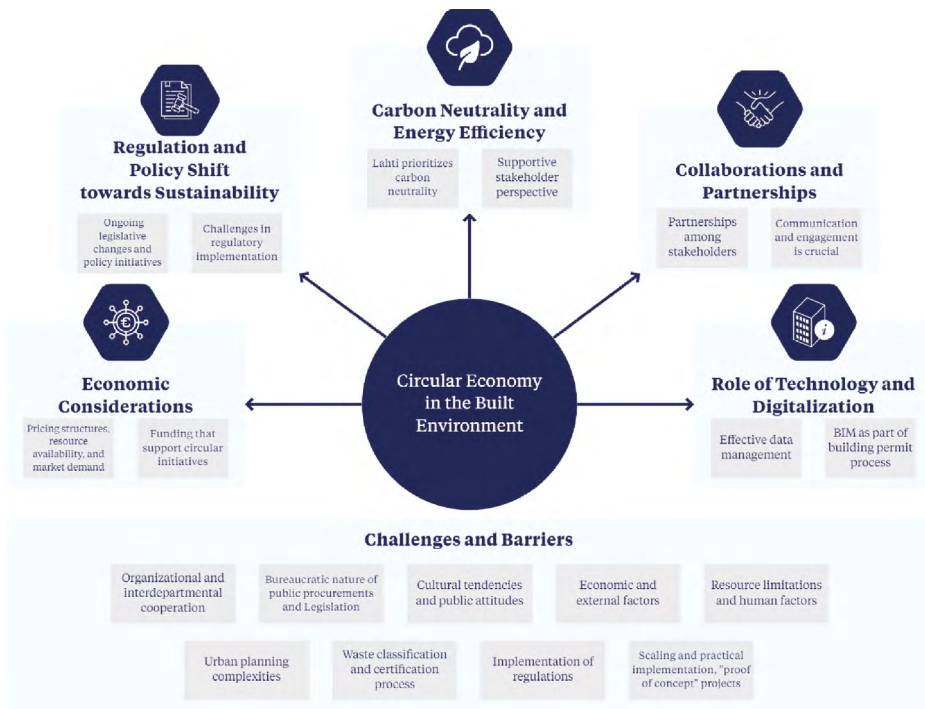 Carbon Neutrality and
Energy Efficiency
Lahti prioritizes
carbon
neutrality
Supportive
stakeholder
perspective
Regulation and
Policy Shift
towards Sustainability
Ongoing
legislative
changes and
policy initiatives
Challenges in
regulatory
implementation
Collaborations and
Partnerships
Partnerships
among
stakeholders
Communication
and engagement
is crucial
Economic
Considerations
Pricing structures,
resource
availability, and
market demand
Funding that
support circular
initiatives
€
Circular Economy
in the Built
Environment
i
Role of Technology and
Digitalization
Effective data
management
BIM as part of
building permit
process
Challenges and Barriers
Organizational and
interdepartmental
cooperation
Bureaucratic nature of
public procurements
and Legislation
Cultural tendencies
and public attitudes
Economic and
external factors
Resource limitations
and human factors
Urban planning
complexities
Waste classification
and certification
process
Implementation of
regulations
Scaling and practical
implementation, "proof
of concept" projects